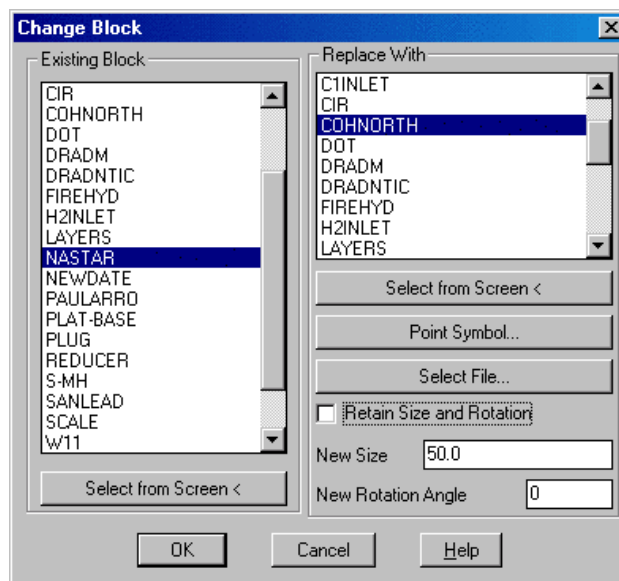 Change Block
Existing Block
CIR
COHNORTH
DOT
DRADM
DRADNTIC
FIREHYD
H2INLET
LAYERS
NASTAR
NEWDATE
PAULARRO
PLAT-BASE
PLUG
REDUCER
S-MH
SANLEAD
SCALE
W11
Select from Screen <
Replace With
C1INLET
CIR
COHNORTH
DOT
DRADM
DRADNTIC
FIREHYD
H2INLET
LAYERS
Select from Screen <
Point Symbol...
Select File...
Retain Size and Rotation
New Size 50.0
New Rotation Angle 0
OK Cancel Help